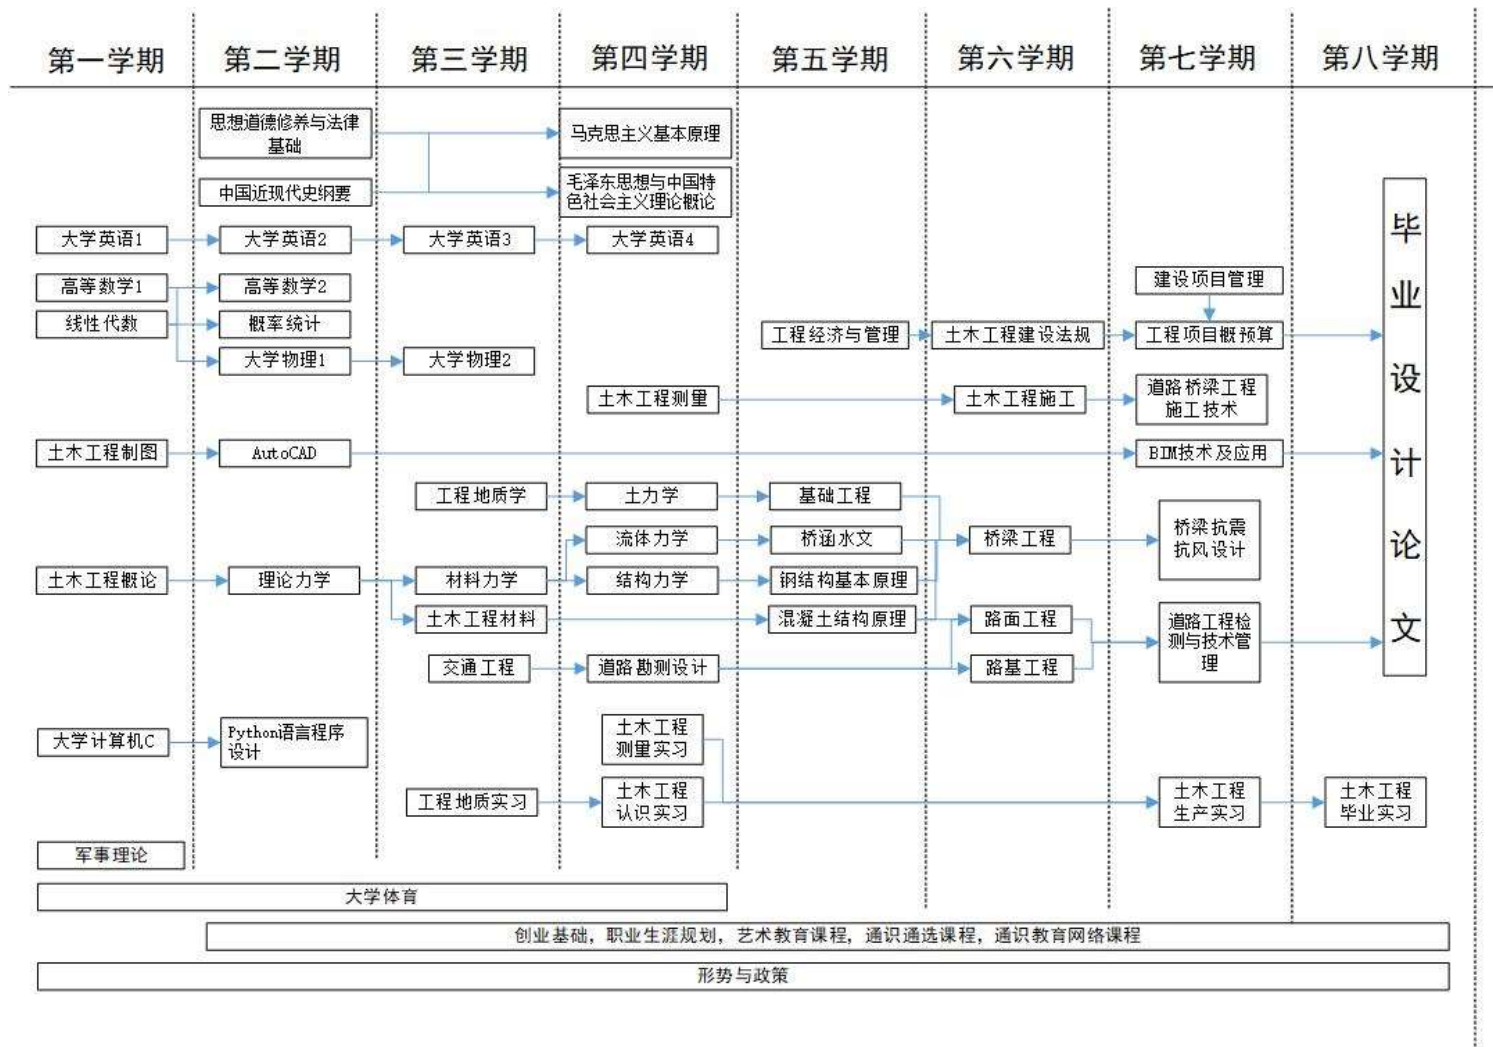 第一学期
第二学期
第三学期
第四学期
第五学期
第六学期
第七学期
第八学期
思想道德修养与法律
基础
马克思主义基本原理
中国近现代史纲要
毛泽东思想与中国特
色社会主义理论概论
大学英语1
大学英语2
大学英语3
大学英语4
高等数学1
高等数学2
建设项目管理
线性代数
概率统计
工程经济与管理
土木工程建设法规
工程项目概预算
大学物理1
大学物理2
土木工程测量
土木工程施工
道路桥梁工程
施工技术
土木工程制图
AutoCAD
BIM技术及应用
工程地质学
土力学
基础工程
流体力学
桥涵水文
桥梁工程
桥梁抗震
抗风设计
土木工程概论
理论力学
材料力学
结构力学
钢结构基本原理
土木工程材料
混凝土结构原理
路面工程
道路工程检
测与技术管
理
交通工程
道路勘测设计
路基工程
毕
业
设
计
论
文
大学计算机C
Python语言程序
设计
土木工程
测量实习
工程地质实习
土木工程
认识实习
土木工程
生产实习
土木工程
毕业实习
军事理论
大学体育
创业基础，职业生涯规划，艺术教育课程，通识通选课程，通识教育网络课程
形势与政策